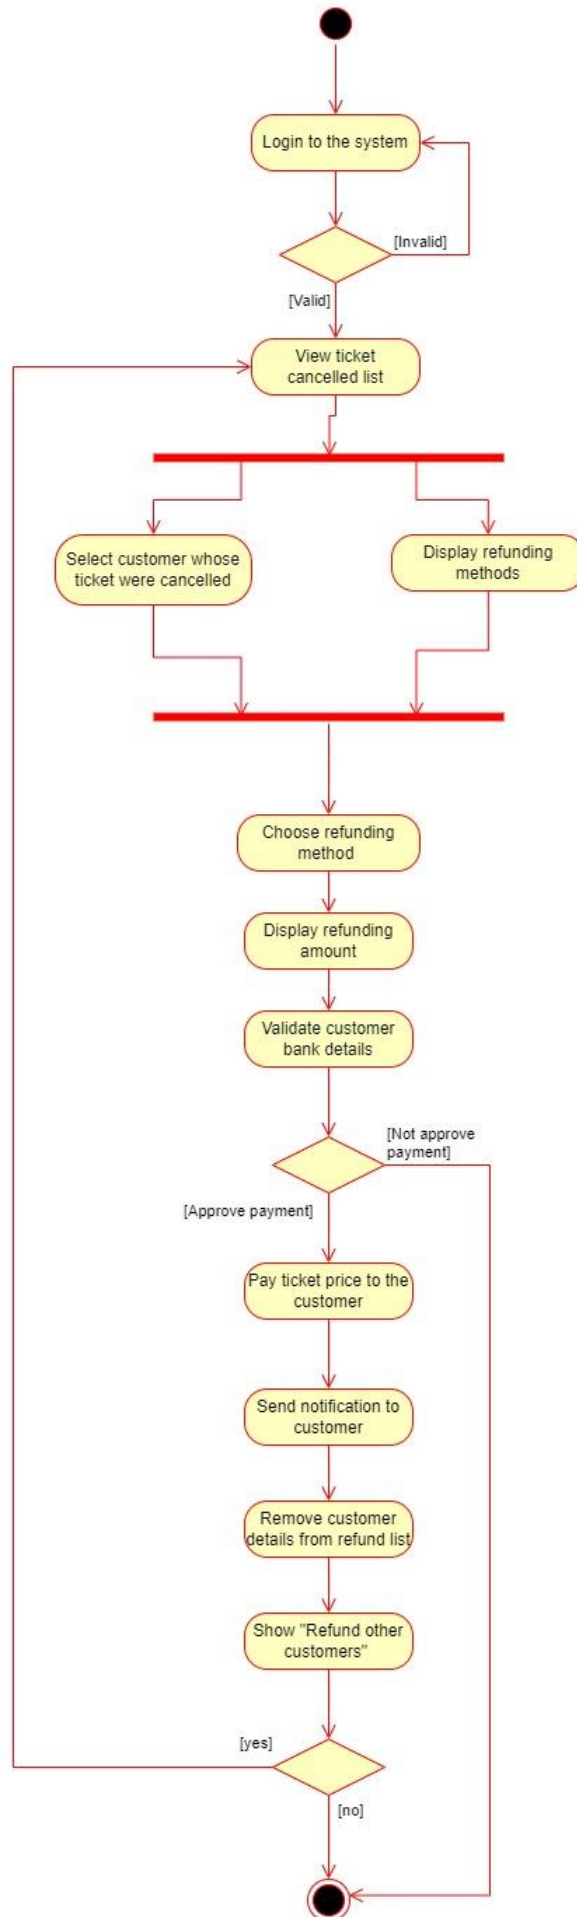 Login to the system
[Invalid]
[Valid]
View ticket
cancelled list
Select customer whose
ticket were cancelled
Display refunding
methods
Choose refunding
method
Display refunding
amount
Validate customer
bank details
[Not approve
payment]
[Approve payment]
Pay ticket price to the
customer
Send notification to
customer
Remove customer
details from refund list
Show "Refund other
customers"
[yes]
[no]